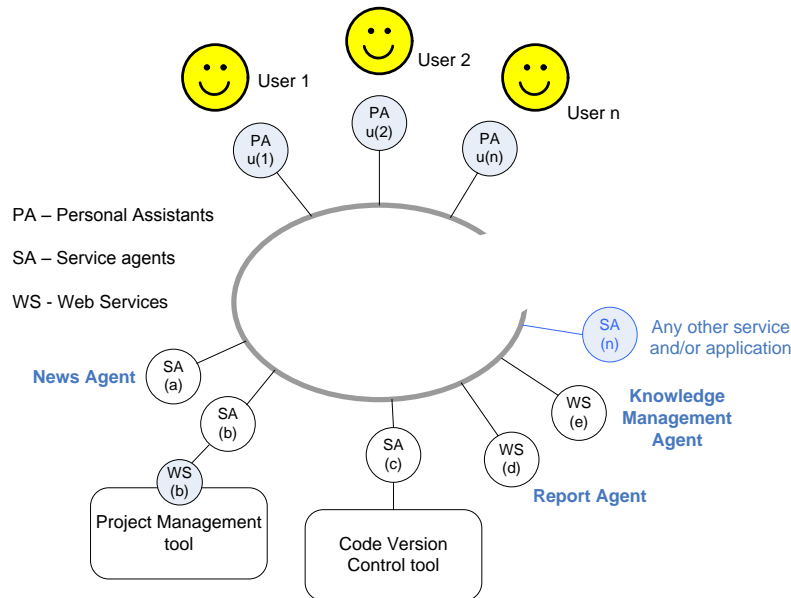 User 1
User 2
User n
PA
u(1)
PA
u(2)
PA
u(n)
PA – Personal Assistants
SA – Service agents
WS - Web Services
SA
(n)
Any other service
and/or application
News Agent
SA
(a)
SA
(b)
WS
(b)
Project Management
tool
SA
(c)
Code Version
Control tool
WS
(d)
Report Agent
WS
(e)
Knowledge
Management
Agent